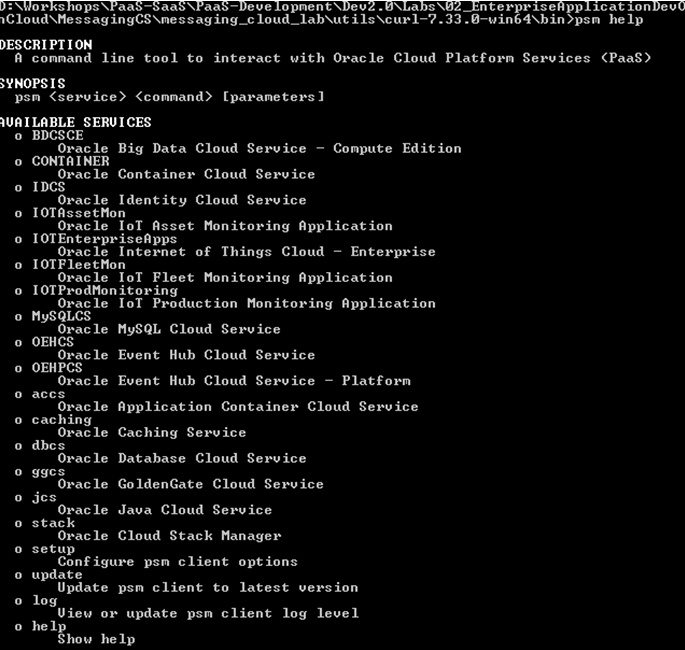 D:\Workshops\PaaS-SaaS\PaaS-Development\Dev2.0\Labs\02_EnterpriseApplicationDevO
nCloud\MessagingCS\messaging_cloud_lab\utils\curl-7.33.0-win64\bin>psm help
DESCRIPTION
A command line tool to interact with Oracle Cloud Platform Services (PaaS)
SYNOPSIS
psm <service> <command> [parameters]
AVAILABLE SERVICES
o BDCSCE
Oracle Big Data Cloud Service - Compute Edition
o CONTAINER
Oracle Container Cloud Service
o IDCS
Oracle Identity Cloud Service
o IOTAssetMon
Oracle IoT Asset Monitoring Application
o IOTEnterpriseApps
Oracle Internet of Things Cloud - Enterprise
o IOTFleetMon
Oracle IoT Fleet Monitoring Application
o IOTProdMonitoring
Oracle IoT Production Monitoring Application
o MySQLCS
Oracle MySQL Cloud Service
o OEHCS
Oracle Event Hub Cloud Service
o OEHPCS
Oracle Event Hub Cloud Service - Platform
o accs
Oracle Application Container Cloud Service
o caching
Oracle Caching Service
o dbcs
Oracle Database Cloud Service
o ggcs
Oracle GoldenGate Cloud Service
o jcs
Oracle Java Cloud Service
o stack
Oracle Cloud Stack Manager
o setup
Configure psm client options
o update
Update psm client to latest version
o log
View or update psm client log level
o help
Show help